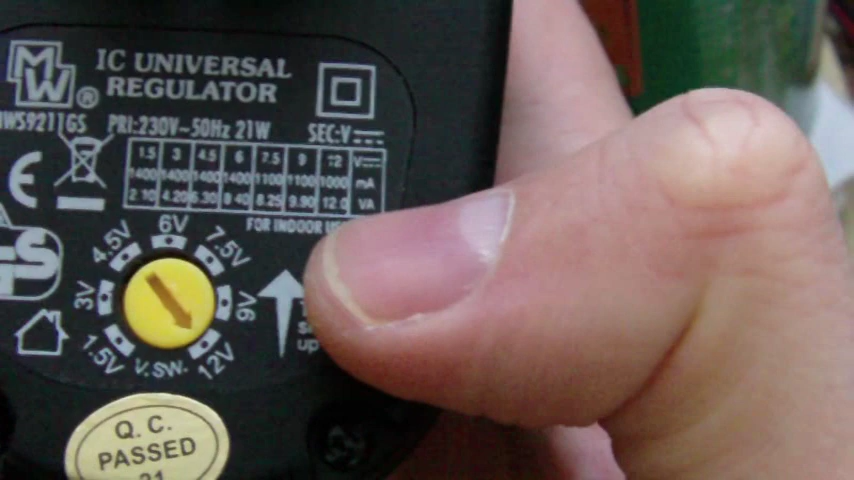 MW® IC UNIVERSAL
REGULATOR
PRI:230V~50Hz 21W SEC:V
1.5 3 4.5 6 7.5 9 12 V
1400 1400 1400 1400 1100 1100 1000 mA
2.10 4.20 6.30 8.40 8.25 9.90 12.0 VA
CE
FOR INDOOR
GS
6V
4.5V 7.5V
3V 9V
1.5V 12V
V.SW.
up
Q.C.
PASSED